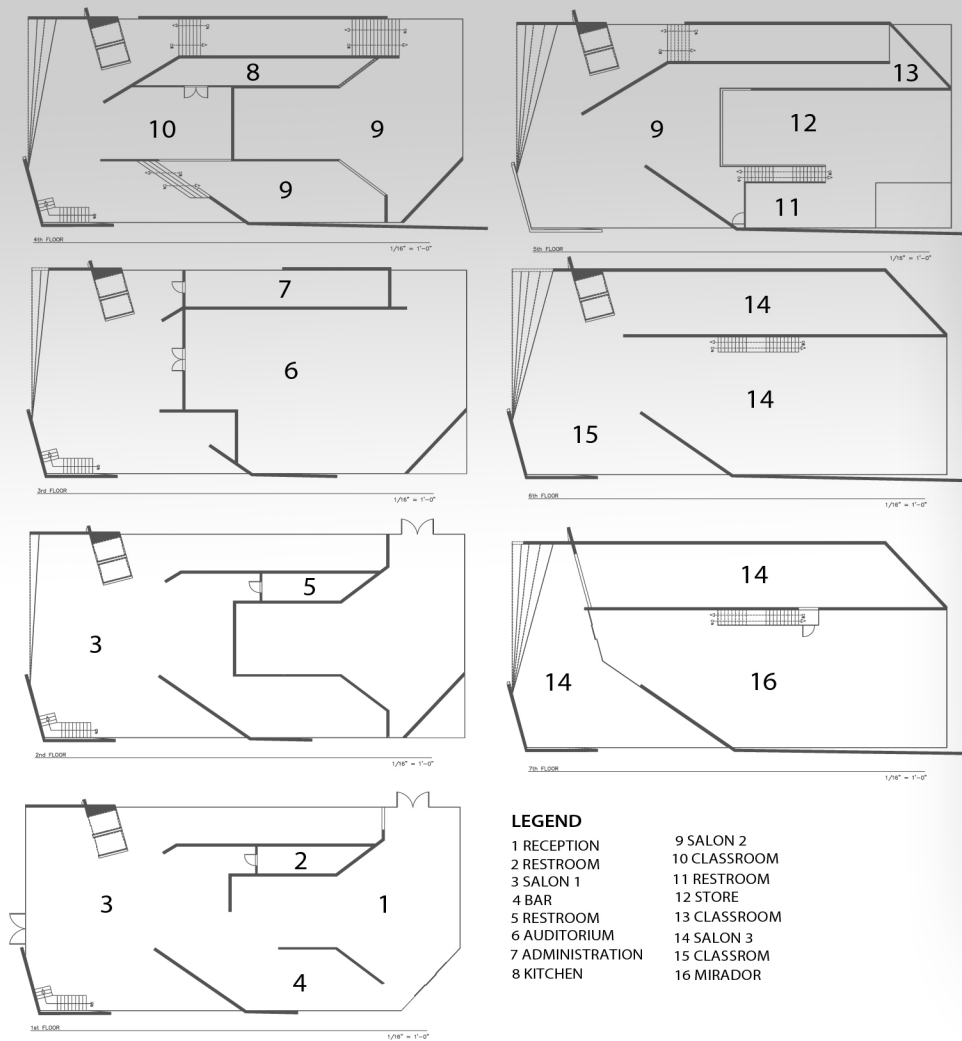 8
10
9
9
4th FLOOR
1/16" = 1'-0"
13
9
12
11
5th FLOOR
1/16" = 1'-0"
7
6
3rd FLOOR
1/16" = 1'-0"
14
14
15
6th FLOOR
1/16" = 1'-0"
5
3
2nd FLOOR
1/16" = 1'-0"
14
14
16
7th FLOOR
1/16" = 1'-0"
2
3
1
4
1st FLOOR
1/16" = 1'-0"
LEGEND
1 RECEPTION
2 RESTROOM
3 SALON 1
4 BAR
5 RESTROOM
6 AUDITORIUM
7 ADMINISTRATION
8 KITCHEN
9 SALON 2
10 CLASSROOM
11 RESTROOM
12 STORE
13 CLASSROOM
14 SALON 3
15 CLASSROM
16 MIRADOR